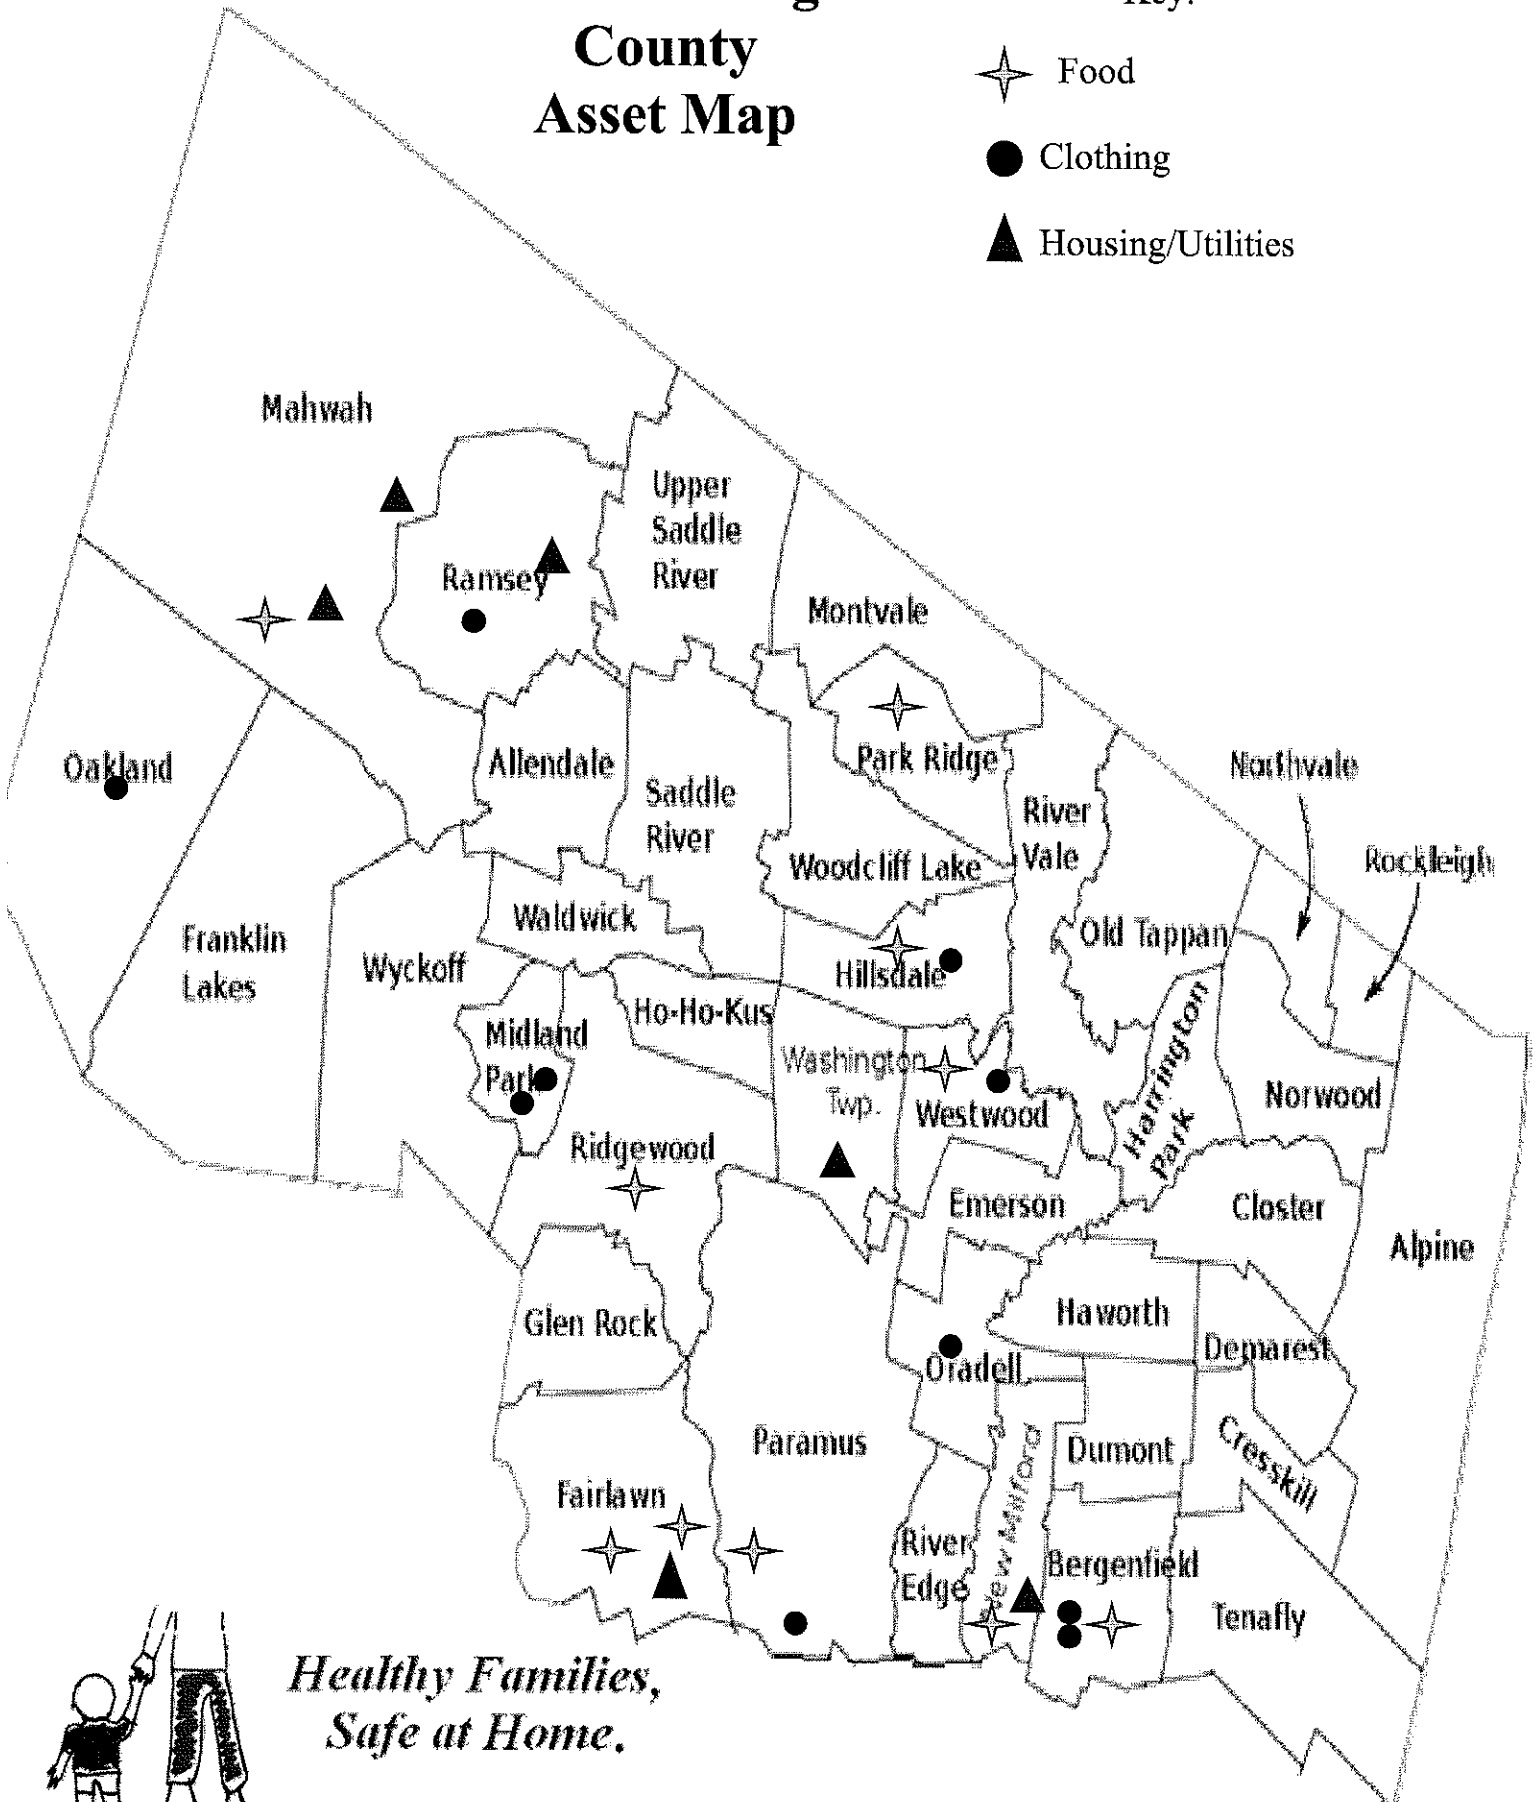 County
Asset Map
Key:
Food
Clothing
Housing/Utilities
Mahwah
Upper
Saddle
River
Ramsey
Montvale
Oakland
Allendale
Saddle
River
Park Ridge
Northvale
River
Vale
Woodcliff Lake
Rockleigh
Waldwick
Franklin
Lakes
Wyckoff
Old Tappan
Hillsdale
Ho-Ho-Kus
Midland
Park
Washington
Twp.
Westwood
Harrington
Park
Norwood
Ridgewood
Emerson
Closter
Alpine
Glen Rock
Haworth
Demarest
Oradell
Paramus
Dumont
Cresskill
Fairlawn
New Milford
River
Edge
Bergenfield
Tenafly
Healthy Families,
Safe at Home.